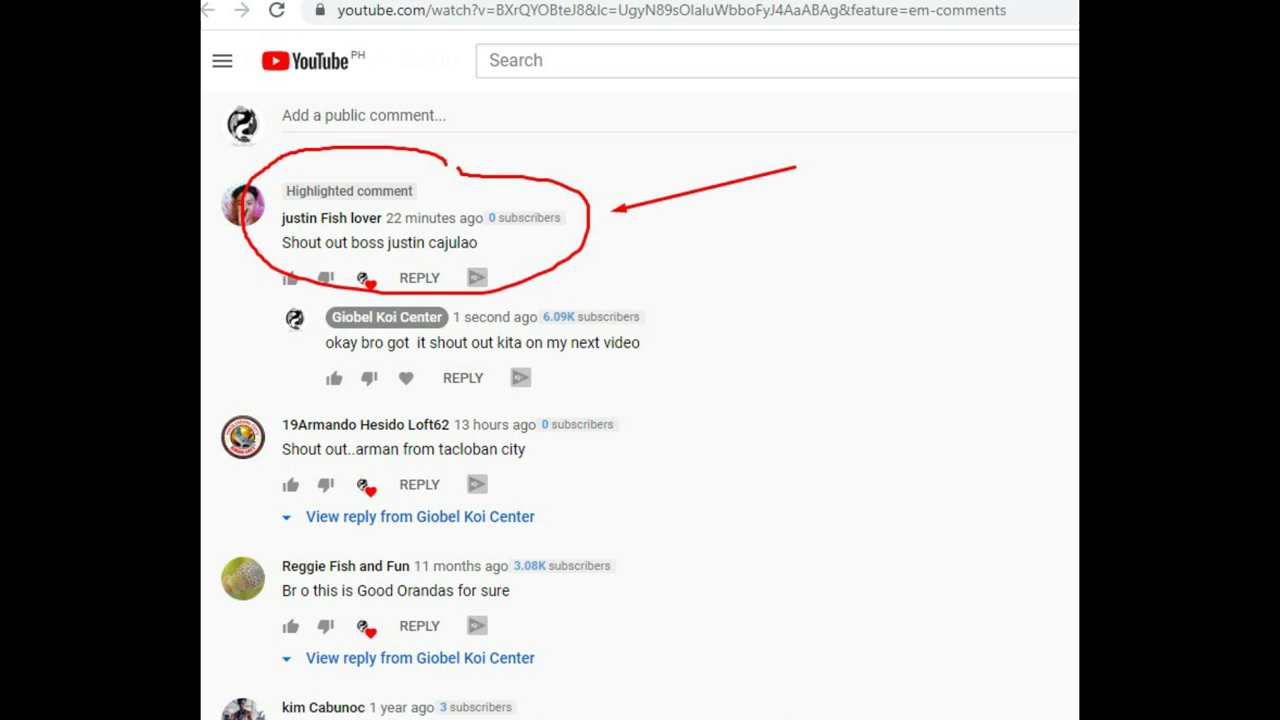 youtube.com/watch?v=BXrQYOBteJ8&lc=UgyN89sOlaluWbboFyJ4AaABAg&feature=em-comments
YouTube PH
Search
Add a public comment...
Highlighted comment
justin Fish lover 22 minutes ago 0 subscribers
Shout out boss justin cajulao
REPLY
Giobel Koi Center 1 second ago 6.09K subscribers
okay bro got it shout out kita on my next video
REPLY
19Armando Hesido Loft62 13 hours ago 0 subscribers
Shout out..arman from tacloban city
REPLY
View reply from Giobel Koi Center
Reggie Fish and Fun 11 months ago 3.08K subscribers
Br o this is Good Orandas for sure
REPLY
View reply from Giobel Koi Center
kim Cabunoc 1 year ago 3 subscribers